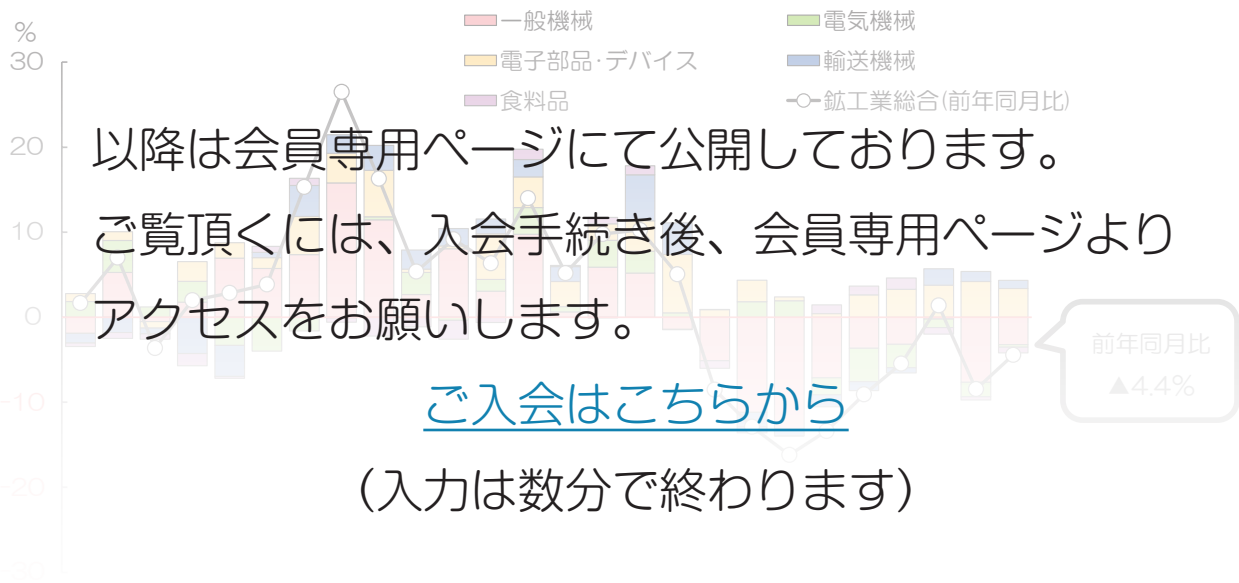 %
一般機械
電気機械
30
電子部品・デバイス
輸送機械
食料品
鉱工業総合(前年同月比)
20
以降は会員専用ページにて公開しております。
10
ご覧頂くには、入会手続き後、会員専用ページより
0
アクセスをお願いします。
前年同月比
▲4.4%
-10
ご入会はこちらから
-20
（入力は数分で終わります）
-30